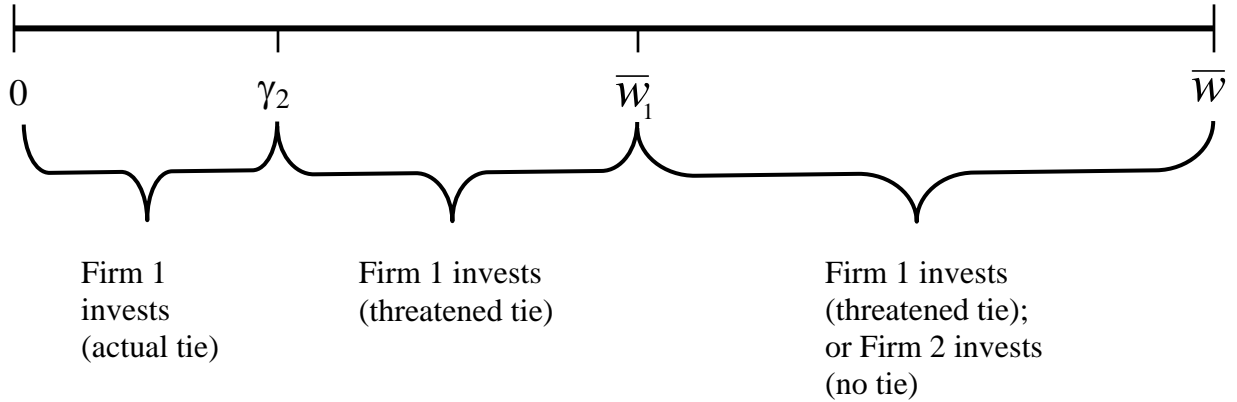 0 γ₂ w̅₁ w̅
Firm 1
invests
(actual tie)
Firm 1 invests
(threatened tie)
Firm 1 invests
(threatened tie);
or Firm 2 invests
(no tie)